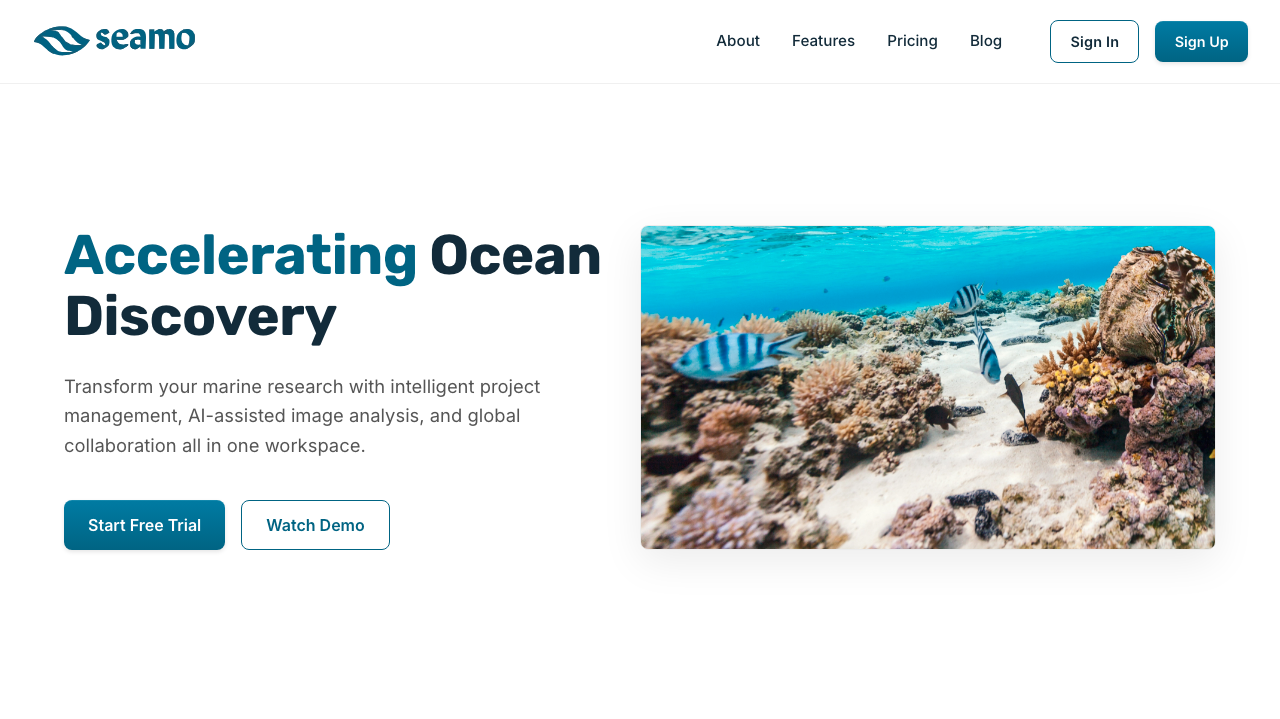 seamo
About
Features
Pricing
Blog
Sign In
Sign Up
Accelerating Ocean
Discovery
Transform your marine research with intelligent project
management, AI-assisted image analysis, and global
collaboration all in one workspace.
Start Free Trial
Watch Demo